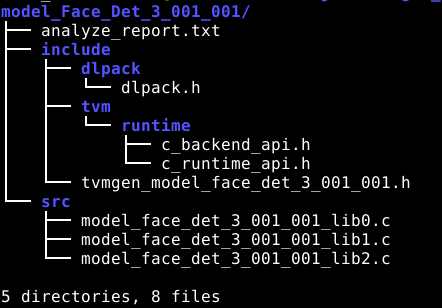 model_Face_Det_3_001_001/
├── analyze_report.txt
├── include
│   ├── dlpack
│   │   └── dlpack.h
│   ├── tvm
│   │   └── runtime
│   │       ├── c_backend_api.h
│   │       └── c_runtime_api.h
│   └── tvmgen_model_face_det_3_001_001.h
└── src
    ├── model_face_det_3_001_001_lib0.c
    ├── model_face_det_3_001_001_lib1.c
    └── model_face_det_3_001_001_lib2.c
5 directories, 8 files